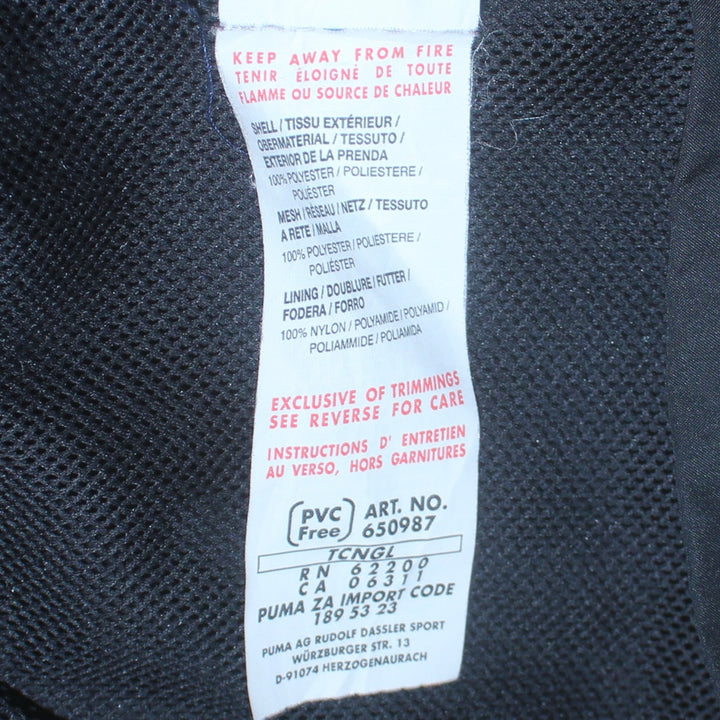 KEEP AWAY FROM FIRE
TENIR ÉLOIGNÉ DE TOUTE
FLAMME OU SOURCE DE CHALEUR
SHELL / TISSU EXTÉRIEUR /
OBERMATERIAL / TESSUTO /
EXTERIOR DE LA PRENDA
100% POLYESTER / POLIESTERE /
POLIÉSTER
MESH / RÉSEAU / NETZ / TESSUTO
A RETE / MALLA
100% POLYESTER / POLIESTERE /
POLIÉSTER
LINING / DOUBLURE / FUTTER /
FODERA / FORRO
100% NYLON / POLYAMIDE / POLYAMID /
POLIAMMIDE / POLIAMIDA
EXCLUSIVE OF TRIMMINGS
SEE REVERSE FOR CARE
INSTRUCTIONS D' ENTRETIEN
AU VERSO, HORS GARNITURES
PVC Free ART. NO. 650987
TCNGL
RN 62200
CA 06311
PUMA ZA IMPORT CODE
189 53 23
PUMA AG RUDOLF DASSLER SPORT
WÜRZBURGER STR. 13
D-91074 HERZOGENAURACH